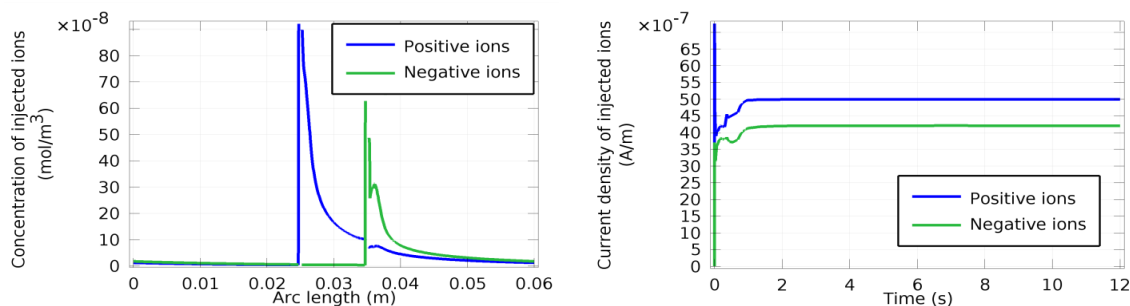 ×10⁻⁸
Concentration of injected ions
(mol/m³)
80
70
60
50
40
30
20
10
0
0 0.01 0.02 0.03 0.04 0.05 0.06
Arc length (m)
Positive ions
Negative ions
×10⁻⁷
Current density of injected ions
(A/m)
65
60
55
50
45
40
35
30
25
20
15
10
5
0
0 2 4 6 8 10 12
Time (s)
Positive ions
Negative ions